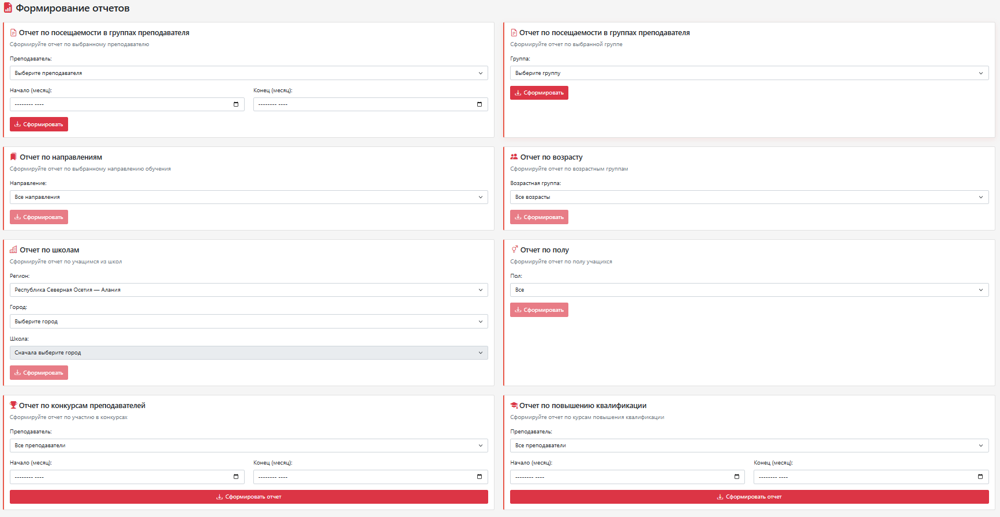 Формирование отчетов
Отчет по посещаемости в группах преподавателя
Сформируйте отчет по выбранному преподавателю
Преподаватель:
Выберите преподавателя
Начало (месяц):
Конец (месяц):
-------- ----
-------- ----
Сформировать
Отчет по посещаемости в группах преподавателя
Сформируйте отчет по выбранной группе
Группа:
Выберите группу
Сформировать
Отчет по направлениям
Сформируйте отчет по выбранному направлению обучения
Направление:
Все направления
Сформировать
Отчет по возрасту
Сформируйте отчет по возрастным группам
Возрастная группа:
Все возрасты
Сформировать
Отчет по школам
Сформируйте отчет по учащимся из школ
Регион:
Республика Северная Осетия — Алания
Город:
Выберите город
Школа:
Сначала выберите город
Сформировать
Отчет по полу
Сформируйте отчет по полу учащихся
Пол:
Все
Сформировать
Отчет по конкурсам преподавателей
Сформируйте отчет по участию в конкурсах
Преподаватель:
Все преподаватели
Начало (месяц):
Конец (месяц):
-------- ----
-------- ----
Сформировать отчет
Отчет по повышению квалификации
Сформируйте отчет по курсам повышения квалификации
Преподаватель:
Все преподаватели
Начало (месяц):
Конец (месяц):
-------- ----
-------- ----
Сформировать отчет